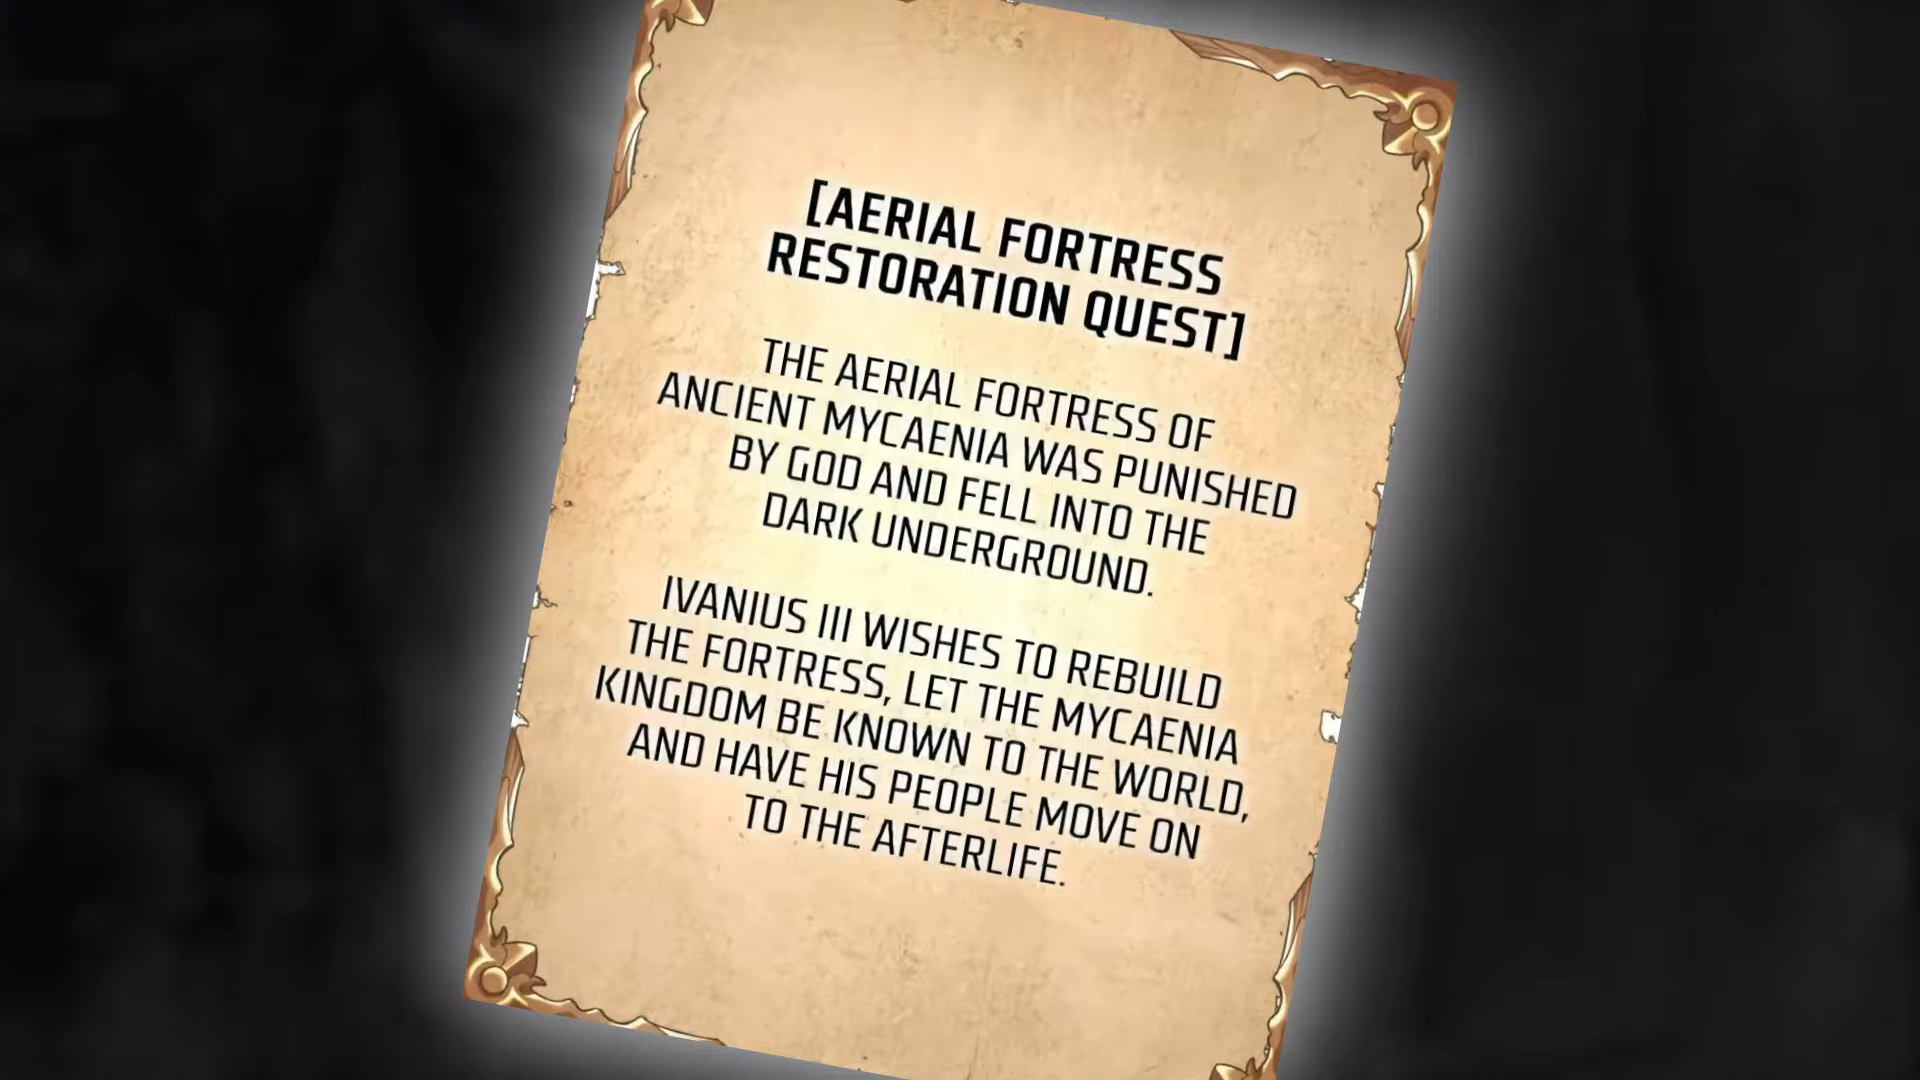 [AERIAL FORTRESS
RESTORATION QUEST]
THE AERIAL FORTRESS OF
ANCIENT MYCAENIA WAS PUNISHED
BY GOD AND FELL INTO THE
DARK UNDERGROUND.
IVANIUS III WISHES TO REBUILD
THE FORTRESS, LET THE MYCAENIA
KINGDOM BE KNOWN TO THE WORLD,
AND HAVE HIS PEOPLE MOVE ON
TO THE AFTERLIFE.